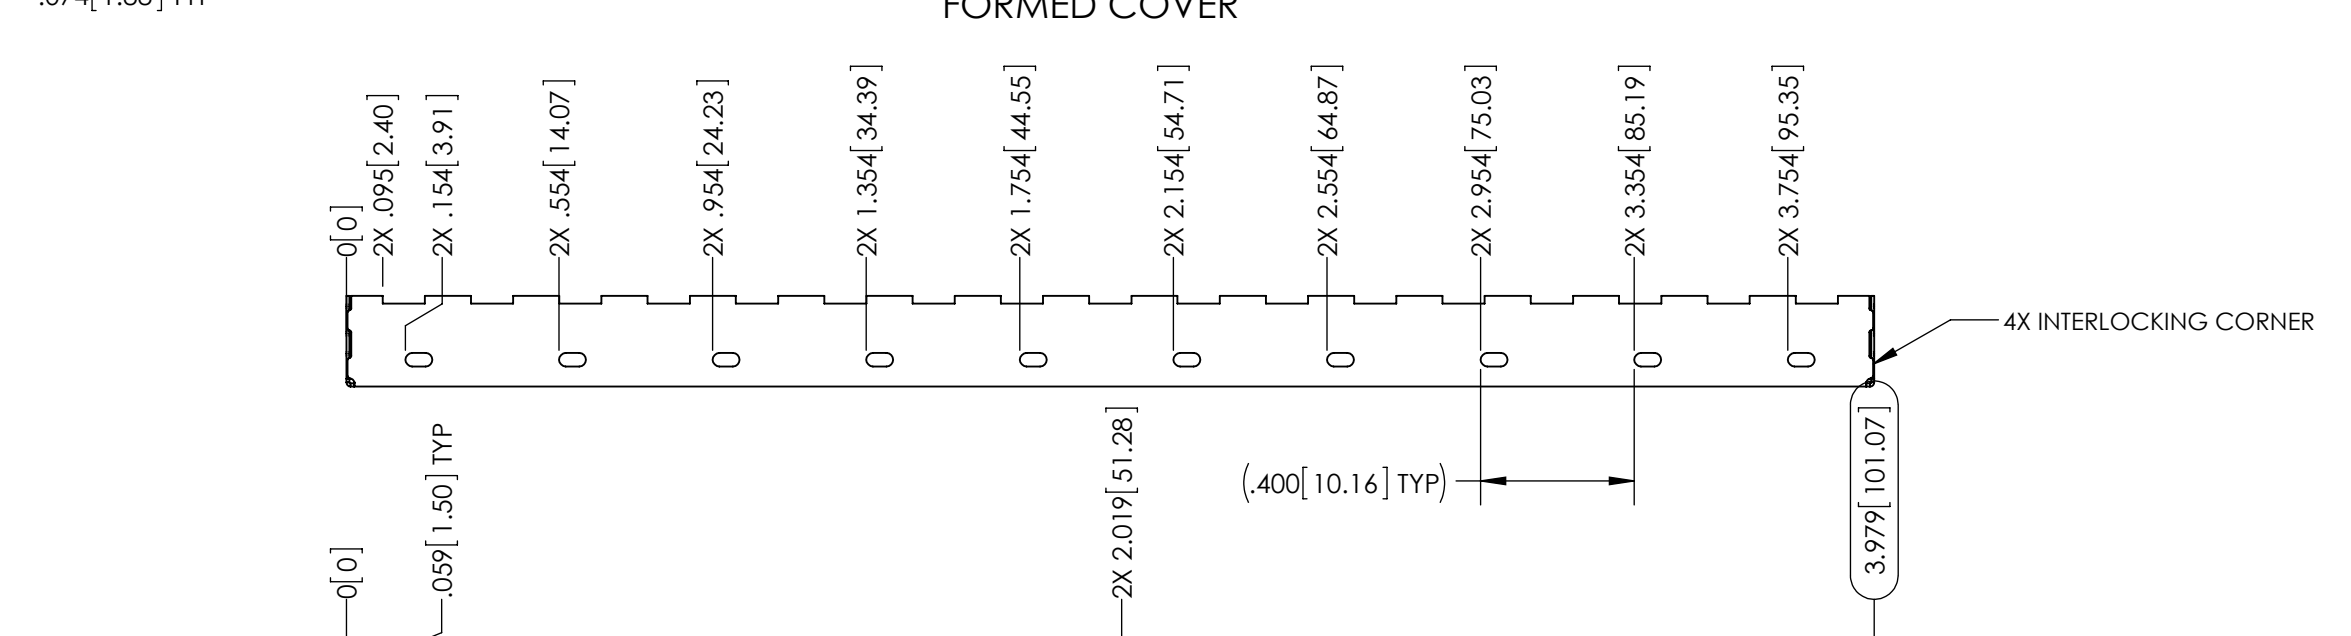 FORMED COVER
0[0]
2X .095[2.40]
2X .154[3.91]
2X .554[14.07]
2X .954[24.23]
2X 1.354[34.39]
2X 1.754[44.55]
2X 2.154[54.71]
2X 2.554[64.87]
2X 2.954[75.03]
2X 3.354[85.19]
2X 3.754[95.35]
4X INTERLOCKING CORNER
(.400[10.16] TYP)
0[0]
.059[1.50] TYP
2X 2.019[51.28]
3.979[101.07]